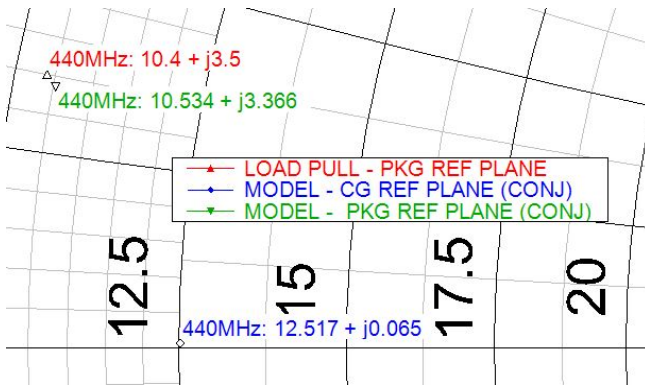 440MHz: 10.4 + j3.5
440MHz: 10.534 + j3.366
LOAD PULL - PKG REF PLANE
MODEL - CG REF PLANE (CONJ)
MODEL - PKG REF PLANE (CONJ)
12.5
15
17.5
20
440MHz: 12.517 + j0.065